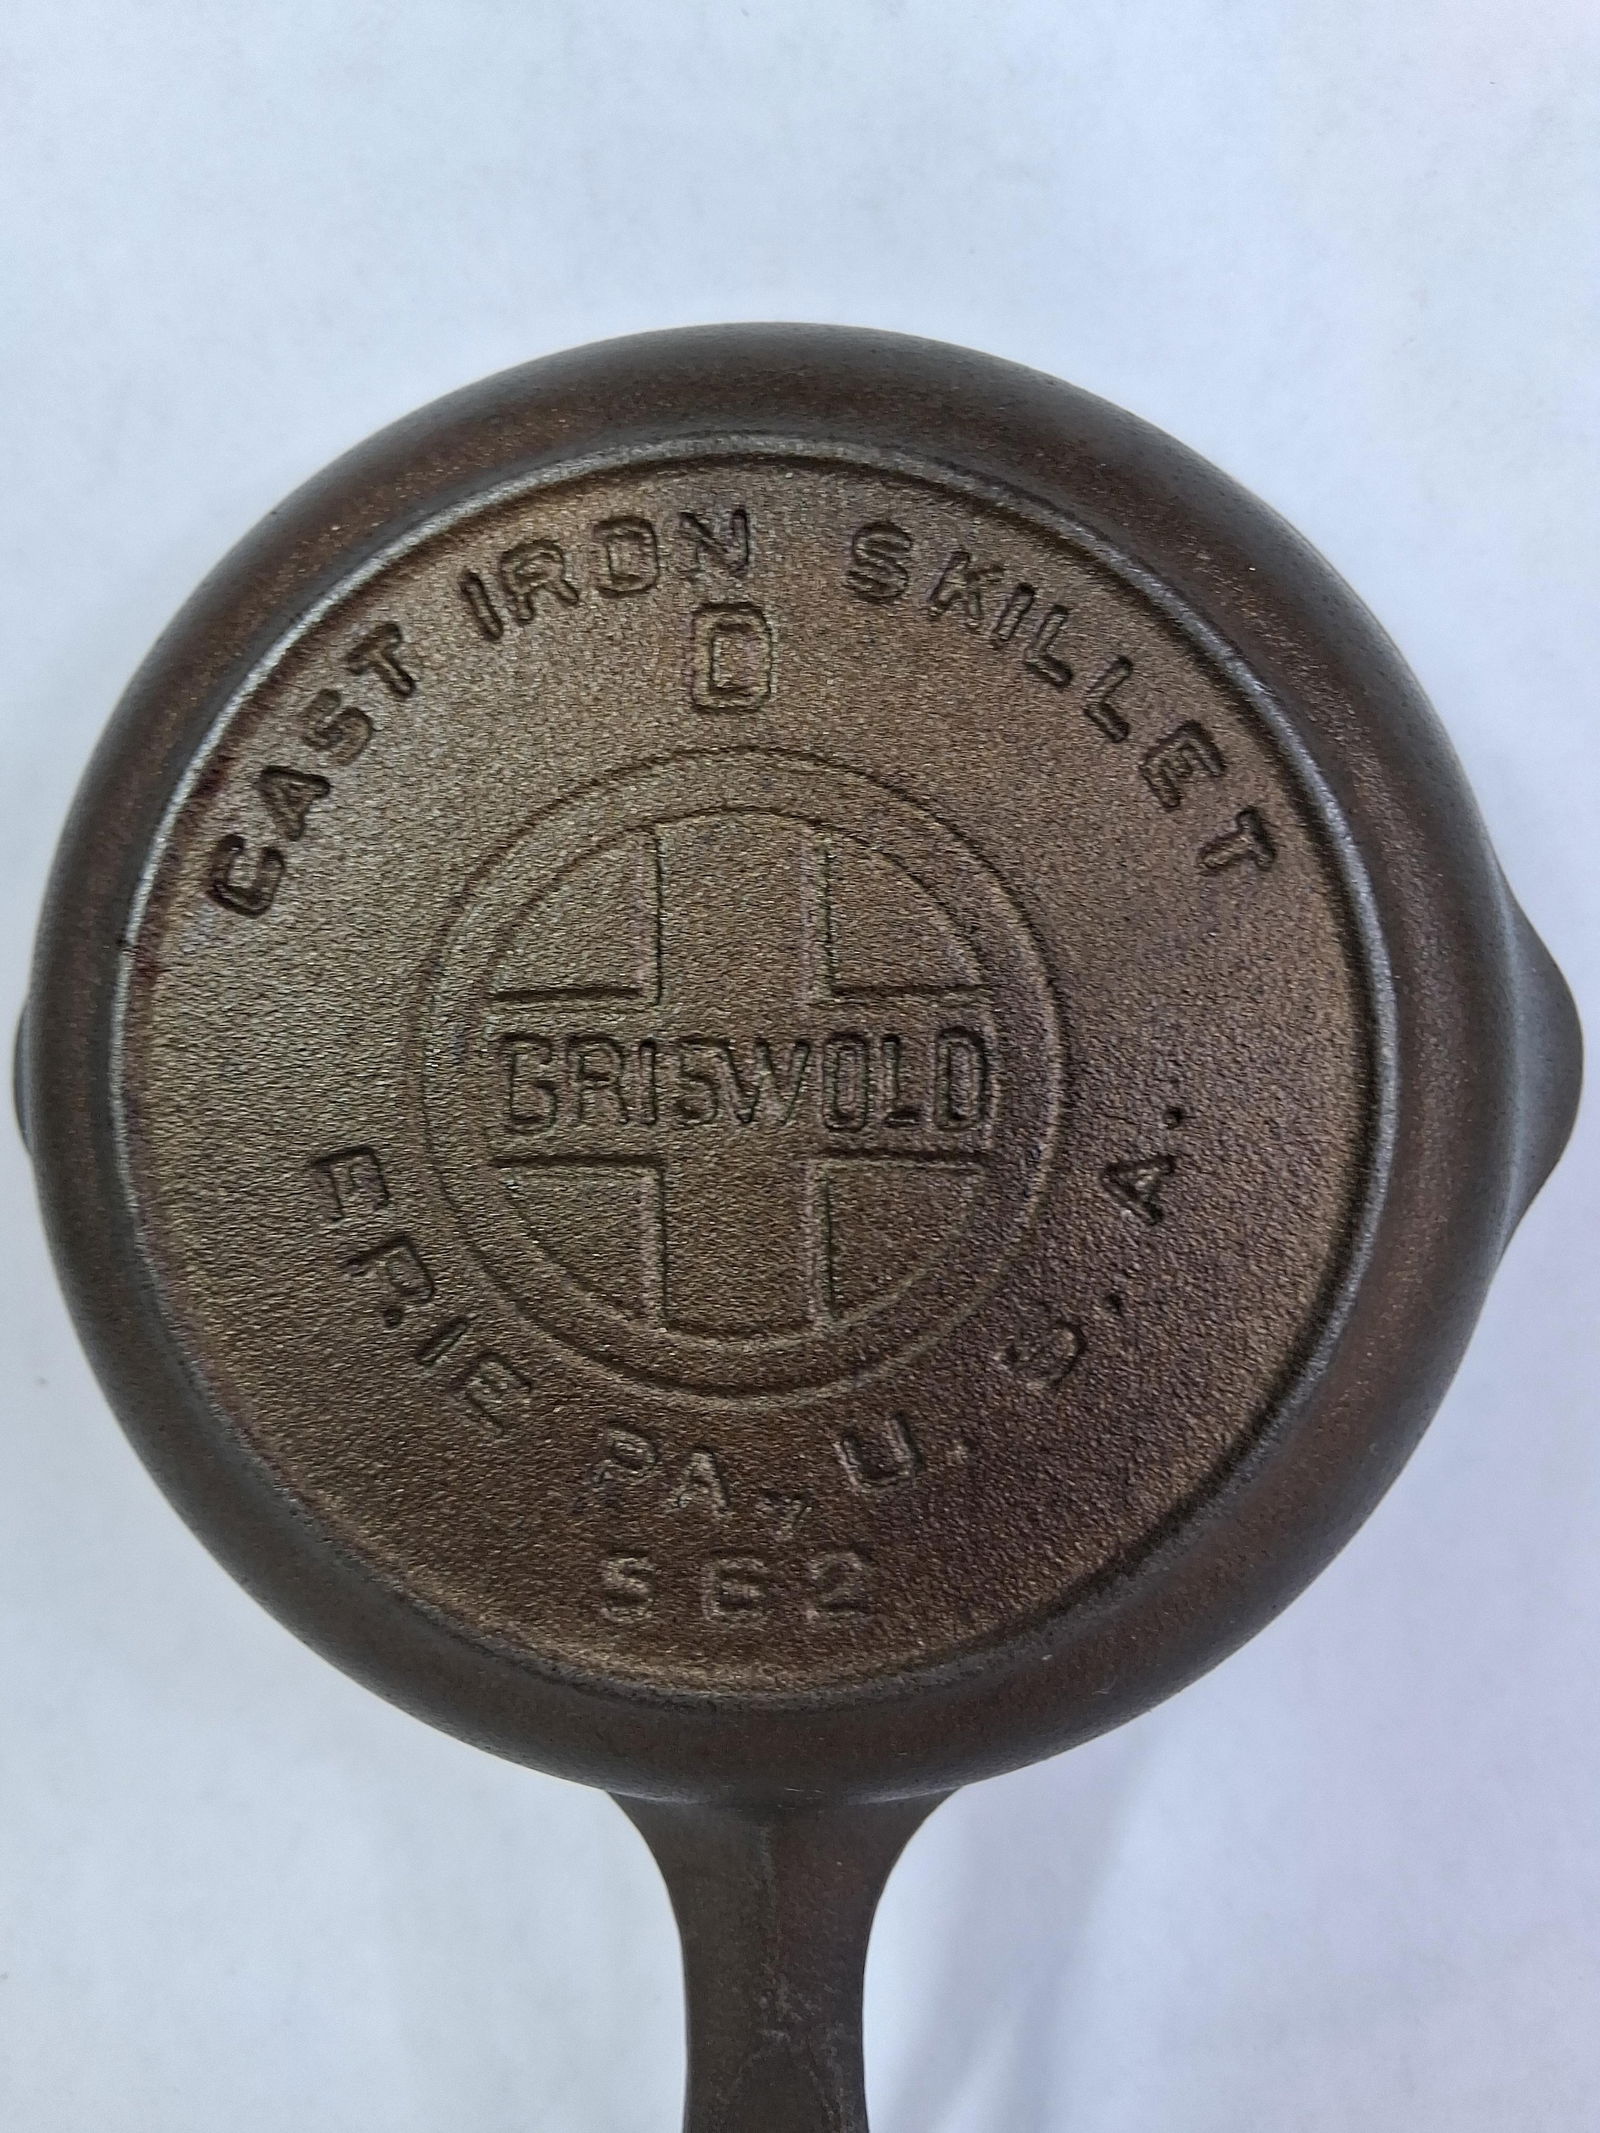 CAST IRON SKILLET
0
GRISWOLD
ERIE PA., U.S.A.
562